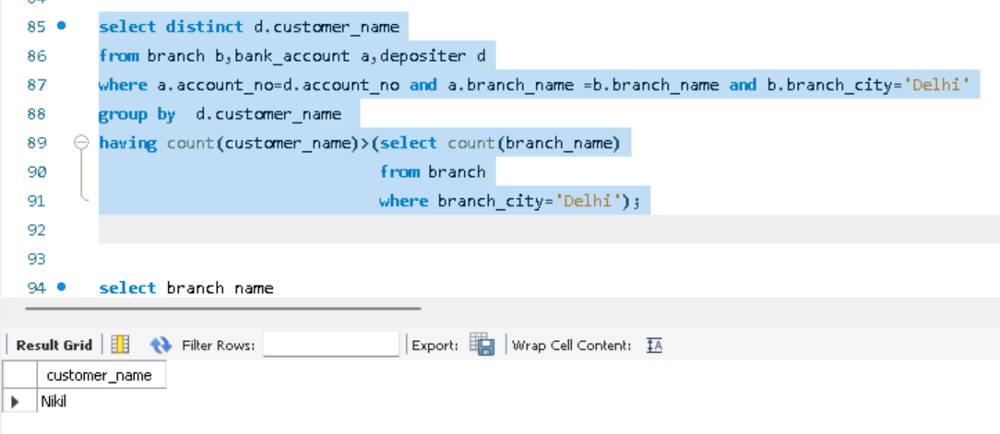 85 select distinct d.customer_name
86 from branch b,bank_account a,depositer d
87 where a.account_no=d.account_no and a.branch_name =b.branch_name and b.branch_city='Delhi'
88 group by  d.customer_name
89 having count(customer_name)>(select count(branch_name)
90 from branch
91 where branch_city='Delhi');
92
93
94 select branch name
Result Grid Filter Rows: Export: Wrap Cell Content: IA
customer_name
Nikil